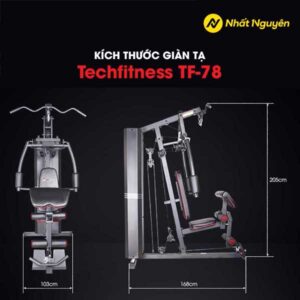 Nhất Nguyên
KÍCH THƯỚC GIÀN TẠ
Techfitness TF-78
205cm
103cm
168cm